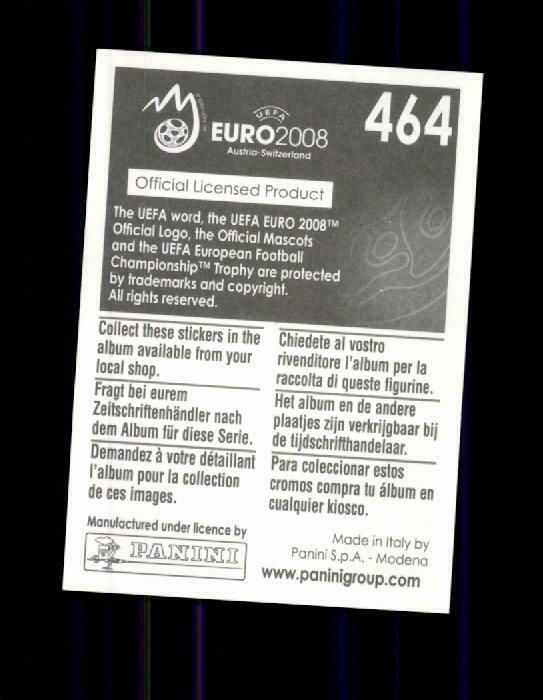 464
UEFA
EURO2008
Austria-Switzerland
Official Licensed Product
The UEFA word, the UEFA EURO 2008™
Official Logo, the Official Mascots
and the UEFA European Football
Championship™ Trophy are protected
by trademarks and copyright.
All rights reserved.
Collect these stickers in the
album available from your
local shop.
Fragt bei eurem
Zeitschriftenhändler nach
dem Album für diese Serie.
Demandez à votre détaillant
l'album pour la collection
de ces images.
Chiedete al vostro
rivenditore l'album per la
raccolta di queste figurine.
Het album en de andere
plaatjes zijn verkrijgbaar bij
de tijdschrifthandelaar.
Para coleccionar estos
cromos compra tu álbum en
cualquier kiosco.
Manufactured under licence by
PANINI
Made in Italy by
Panini S.p.A. - Modena
www.paninigroup.com